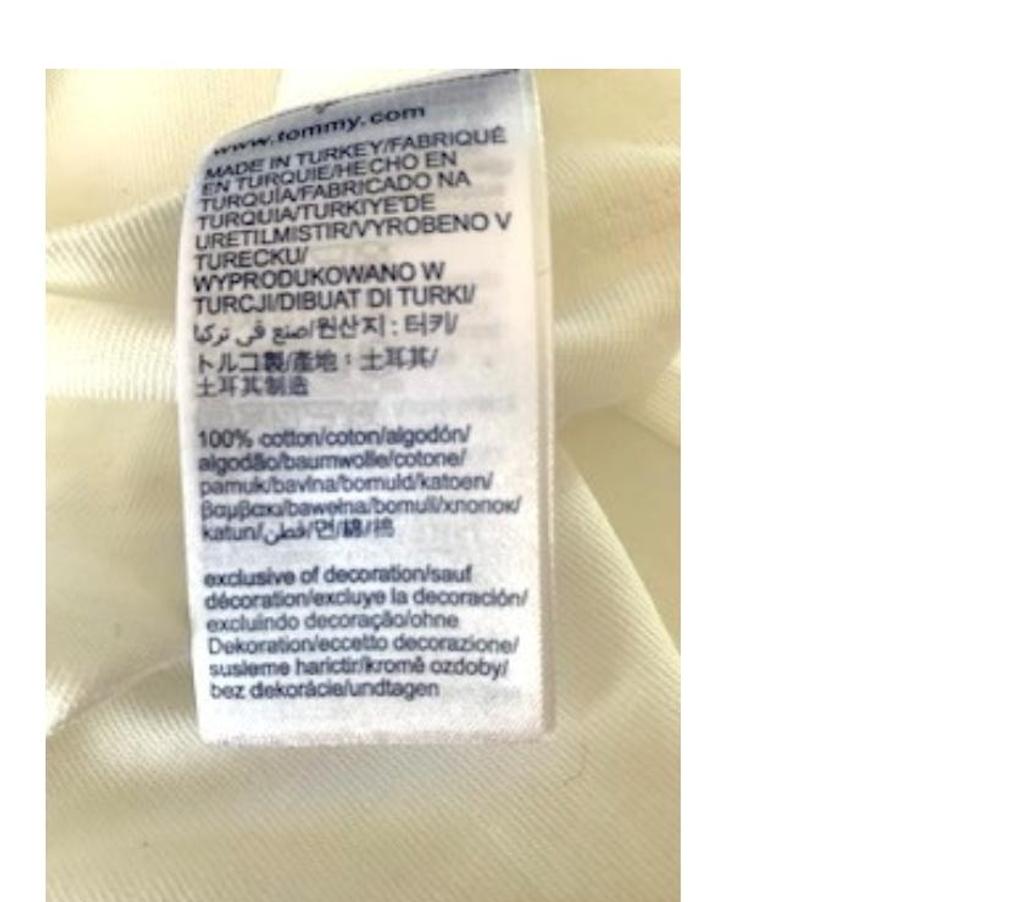 www.tommy.com
MADE IN TURKEY/FABRIQUÉ
EN TURQUIE/HECHO EN
TURQUÍA/FABRICADO NA
TURQUIA/TURKIYE'DE
URETILMISTIR/VYROBENO V
TURECKU/
WYPRODUKOWANO W
TURCJI/DIBUAT DI TURKI/
صنع في تركيا/원산지 : 터키/
トルコ製/產地：土耳其/
土耳其制造
100% cotton/coton/algodón/
algodão/baumwolle/cotone/
pamuk/bavlna/bomuld/katoen/
βαμβακι/bawełna/bomull/хлопок/
katun/قطن/면/綿/棉
exclusive of decoration/sauf
décoration/excluye la decoración/
excluindo decoração/ohne
Dekoration/eccetto decorazione/
susleme harictir/kromě ozdoby/
bez dekorácie/undtagen